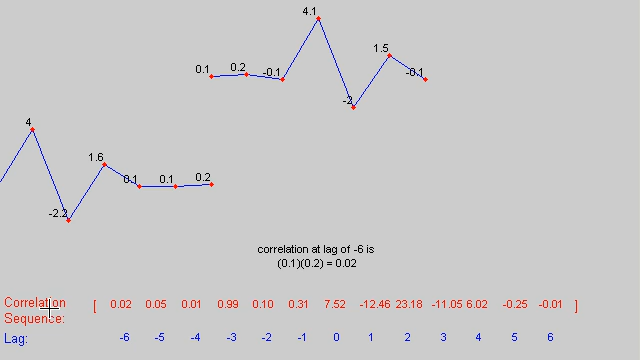 4.1
1.5
0.1 0.2 -0.1 -0.1
-2
4
1.6
0.1 0.1 0.2
-2.2
correlation at lag of -6 is
(0.1)(0.2) = 0.02
Correlation [ 0.02 0.05 0.01 0.99 0.10 0.31 7.52 -12.46 23.18 -11.05 6.02 -0.25 -0.01 ]
Sequence:
Lag: -6 -5 -4 -3 -2 -1 0 1 2 3 4 5 6